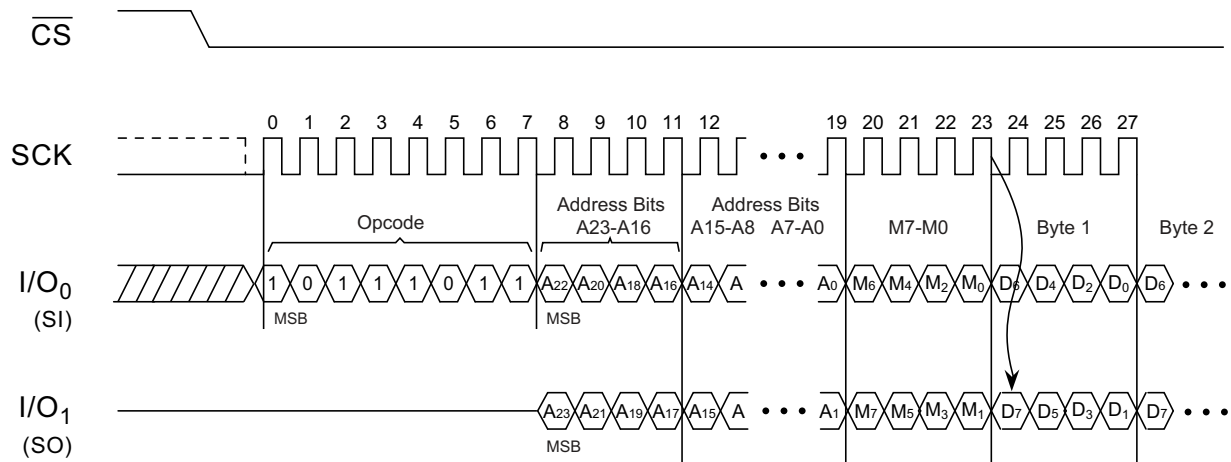 CS
0 1 2 3 4 5 6 7 8 9 10 11 12 19 20 21 22 23 24 25 26 27
SCK
Opcode
Address Bits
A23-A16
Address Bits
A15-A8 A7-A0
M7-M0
Byte 1
Byte 2
I/O0 1 0 1 1 1 0 1 1 A22 A20 A18 A16 A14 A A0 M6 M4 M2 M0 D6 D4 D2 D0 D6
(SI)
MSB MSB
I/O1 A23 A21 A19 A17 A15 A A1 M7 M5 M3 M1 D7 D5 D3 D1 D7
(SO)
MSB